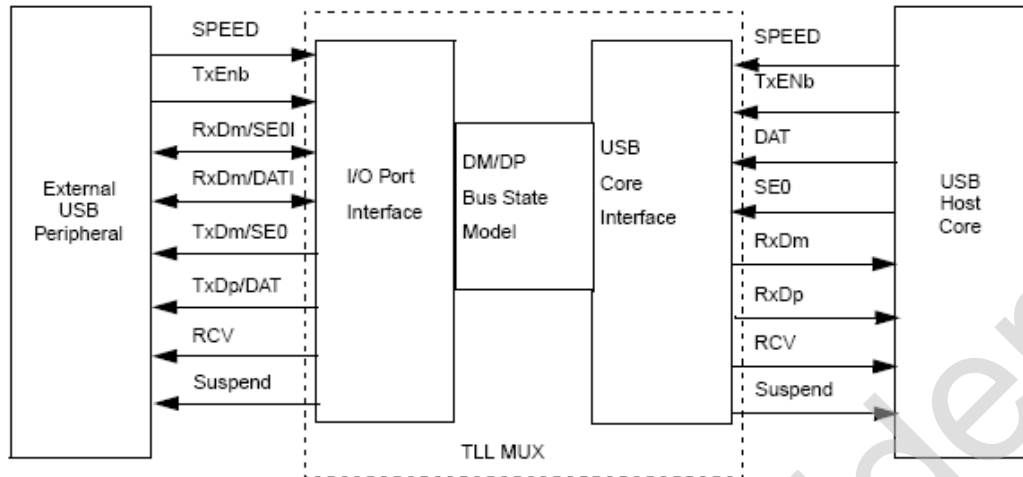 SPEED
TxEnb
RxDm/SE0I
RxDm/DATI
TxDm/SE0
TxDp/DAT
RCV
Suspend
External
USB
Peripheral
I/O Port
Interface
DM/DP
Bus State
Model
USB
Core
Interface
TLL MUX
SPEED
TxENb
DAT
SE0
RxDm
RxDp
RCV
Suspend
USB
Host
Core